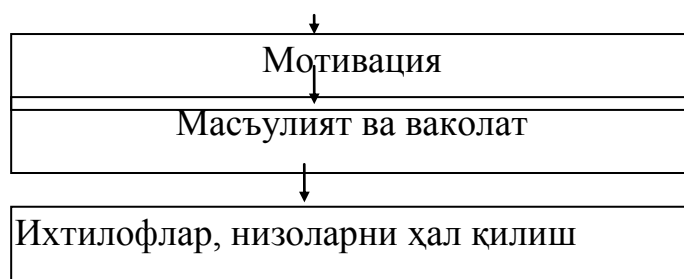 Мотивация
Масъулият ва ваколат
Ихтилофлар, низоларни ҳал қилиш